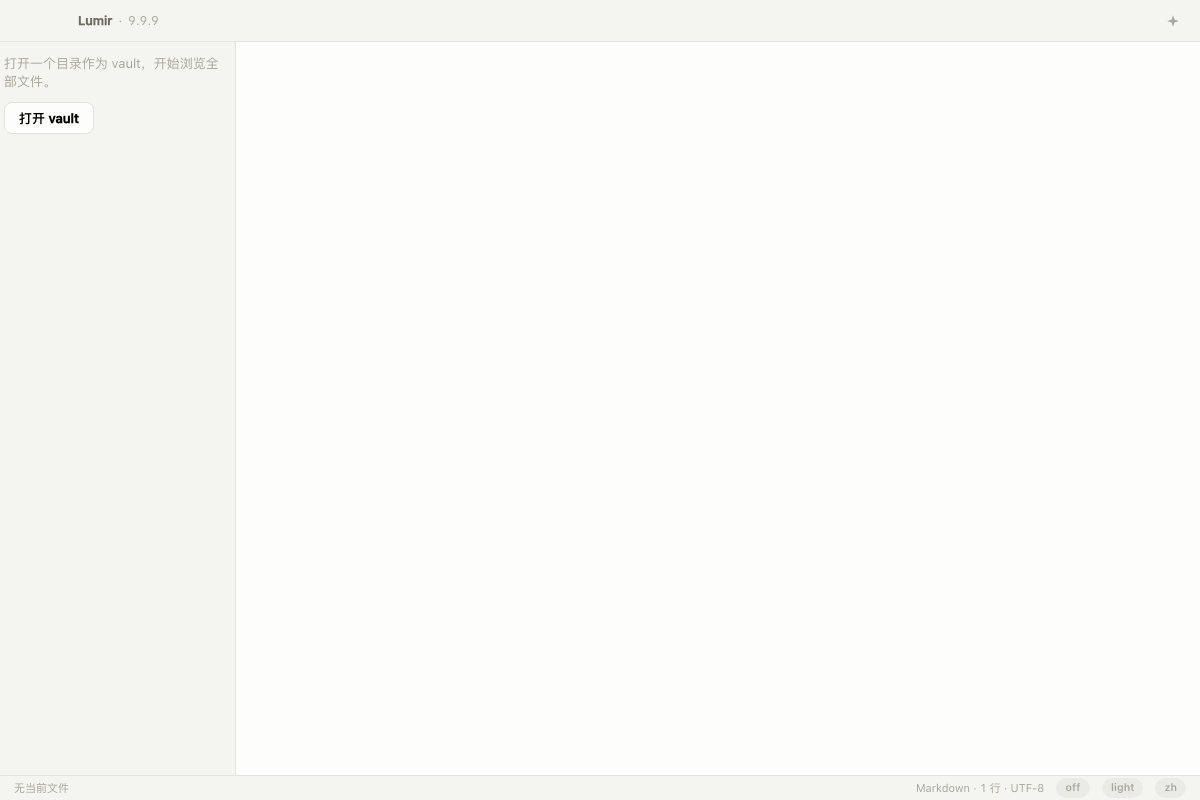 Lumir · 9.9.9
打开一个目录作为 vault，开始浏览全
部文件。
打开 vault
无当前文件
Markdown · 1 行 · UTF-8
off
light
zh